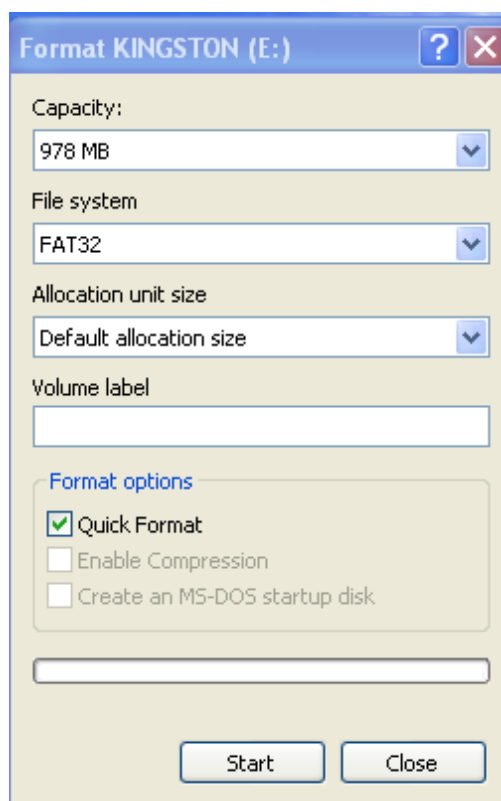 Format KINGSTON (E:)
?
Capacity:
978 MB
File system
FAT32
Allocation unit size
Default allocation size
Volume label
Format options
Quick Format
Enable Compression
Create an MS-DOS startup disk
Start
Close